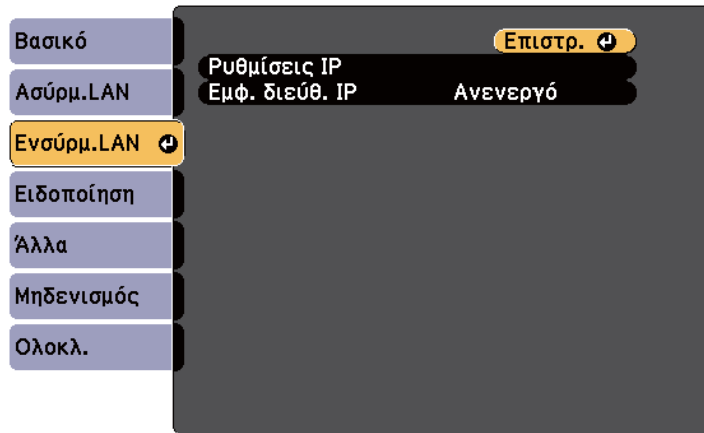 Βασικό
Ασύρμ.LAN
Ενσύρμ.LAN
Ειδοποίηση
Άλλα
Μηδενισμός
Ολοκλ.
Επιστρ.
Ρυθμίσεις IP
Εμφ. διεύθ. IP Ανενεργό